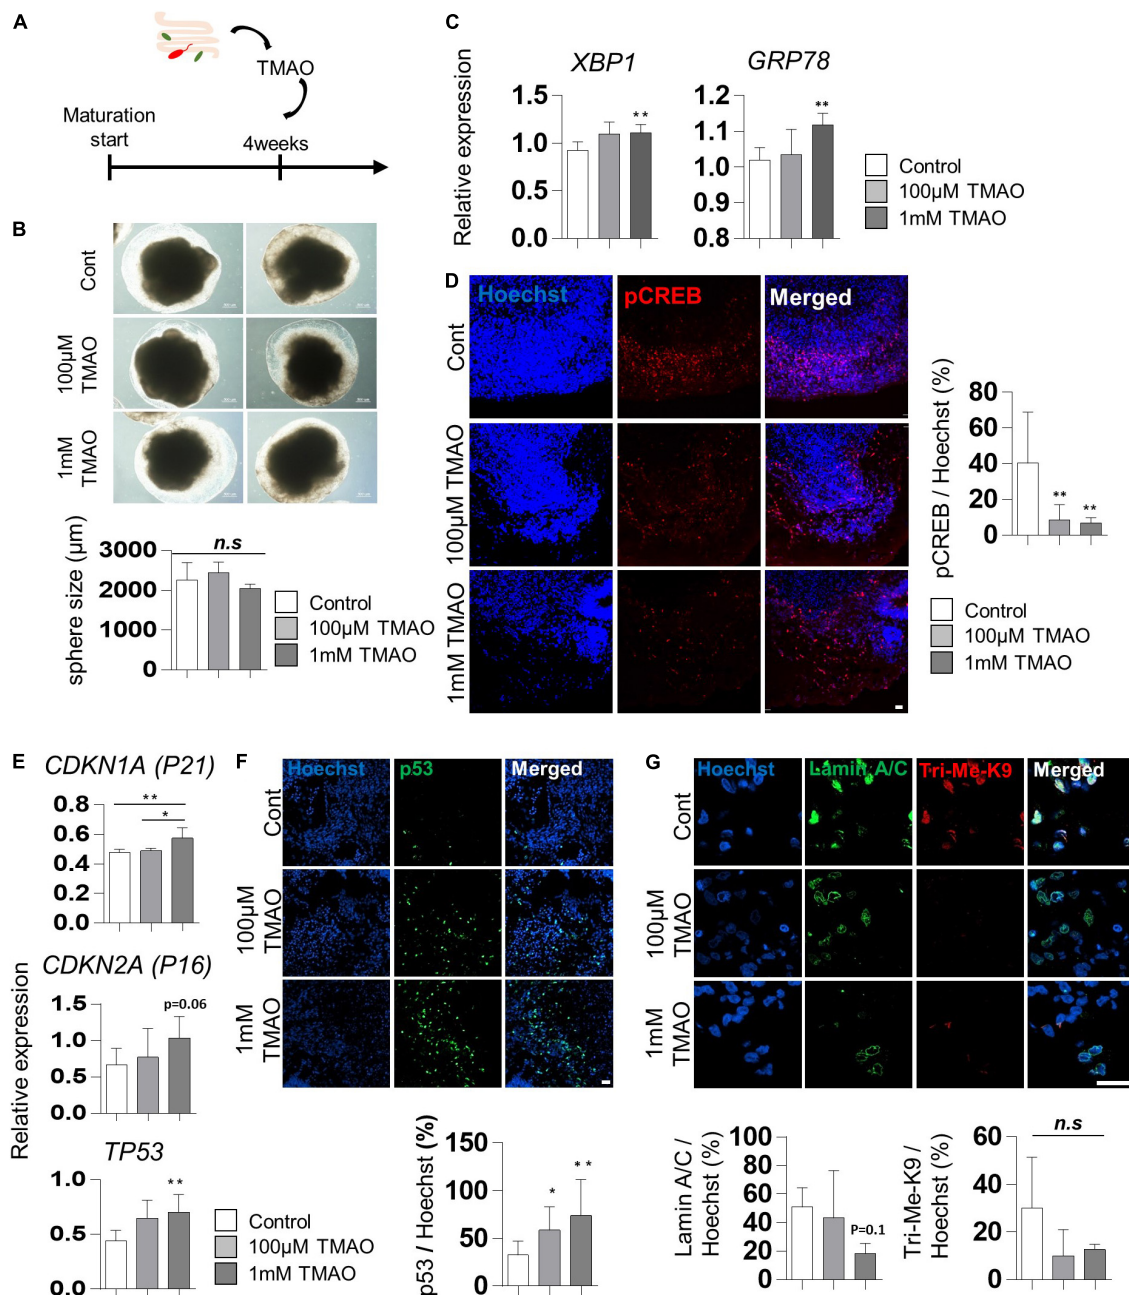 A
TMAO
Maturation
start
4weeks
B
Cont
100µM
TMAO
1mM
TMAO
sphere size (µm)
3000
2000
1000
0
n.s
Control
100µM TMAO
1mM TMAO
C
Relative expression
XBP1
1.5
1.0
0.5
0.0
**
GRP78
1.2
1.1
1.0
0.9
0.8
**
Control
100µM TMAO
1mM TMAO
D
Hoechst
pCREB
Merged
Cont
100µM TMAO
1mM TMAO
pCREB / Hoechst (%)
80
60
40
20
0
**
**
Control
100µM TMAO
1mM TMAO
E
Relative expression
CDKN1A (P21)
0.8
0.6
0.4
0.2
0.0
**
*
CDKN2A (P16)
1.5
1.0
0.5
0.0
p=0.06
TP53
1.0
0.5
0.0
**
Control
100µM TMAO
1mM TMAO
F
Hoechst
p53
Merged
Cont
100µM
TMAO
1mM
TMAO
p53 / Hoechst (%)
150
100
50
0
*
**
G
Hoechst
Lamin A/C
Tri-Me-K9
Merged
Cont
100µM
TMAO
1mM
TMAO
Lamin A/C /
Hoechst (%)
100
80
60
40
20
0
P=0.1
Tri-Me-K9 /
Hoechst (%)
60
40
20
0
n.s